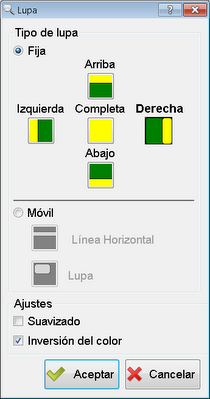 Lupa
Tipo de lupa
Fija
Arriba
Izquierda Completa Derecha
Abajo
Móvil
Línea Horizontal
Lupa
Ajustes
Suavizado
Inversión del color
Aceptar Cancelar